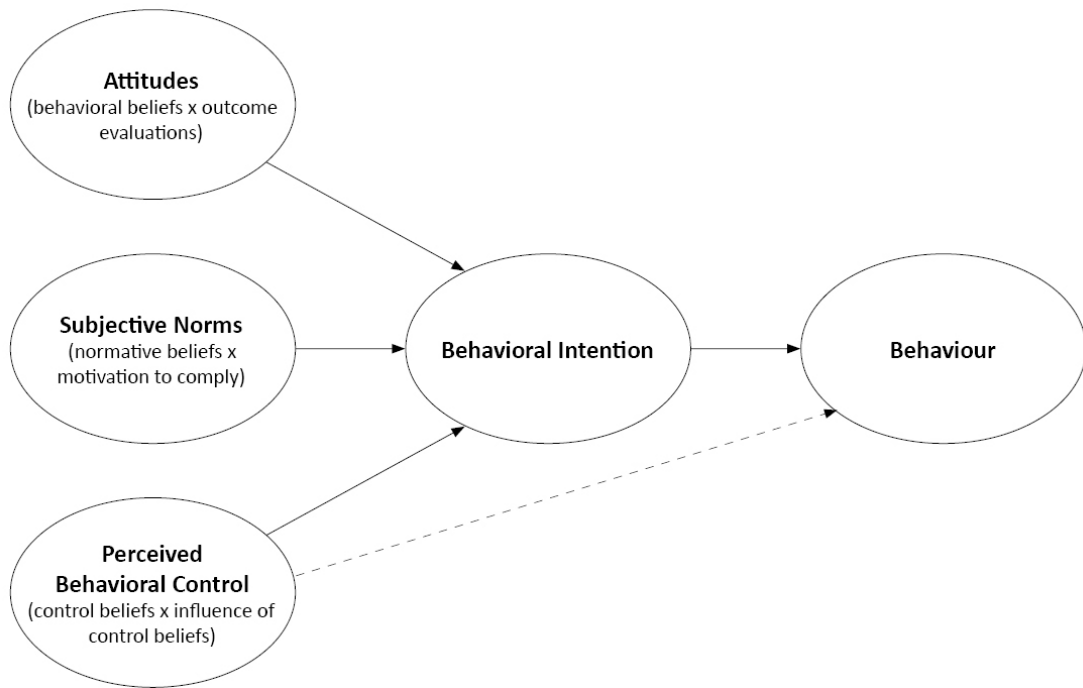 Attitudes
(behavioral beliefs x outcome
evaluations)
Subjective Norms
(normative beliefs x
motivation to comply)
Behavioral Intention
Behaviour
Perceived
Behavioral Control
(control beliefs x influence of
control beliefs)